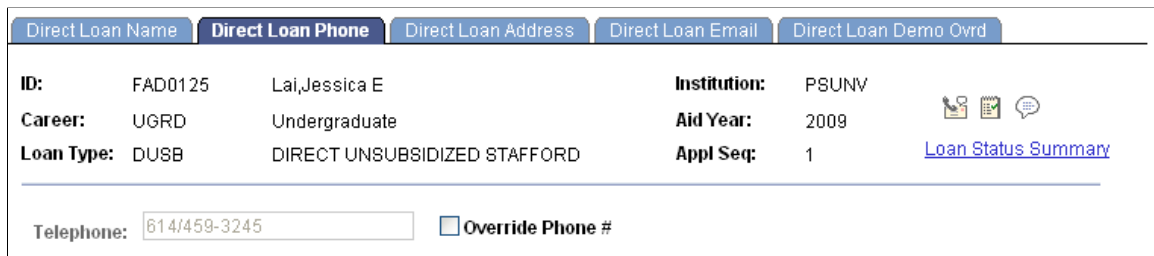 Direct Loan Name Direct Loan Phone Direct Loan Address Direct Loan Email Direct Loan Demo Ovrd
ID: FAD0125 Lai,Jessica E Institution: PSUNV
Career: UGRD Undergraduate Aid Year: 2009
Loan Type: DUSB DIRECT UNSUBSIDIZED STAFFORD Appl Seq: 1 Loan Status Summary
Telephone: 614/459-3245 Override Phone #